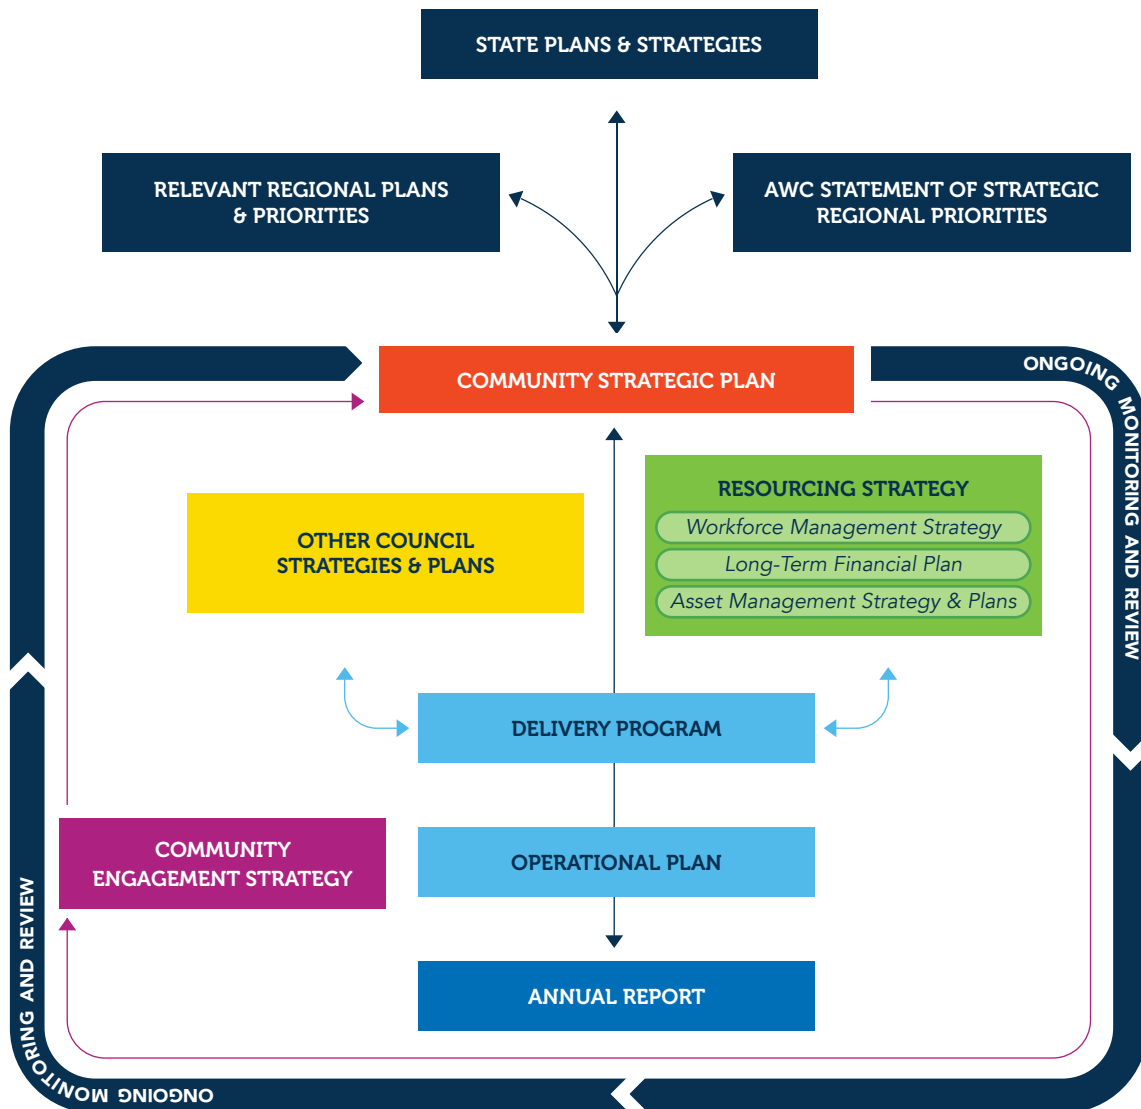 STATE PLANS & STRATEGIES
RELEVANT REGIONAL PLANS
& PRIORITIES
AWC STATEMENT OF STRATEGIC
REGIONAL PRIORITIES
COMMUNITY STRATEGIC PLAN
ONGOING MONITORING AND REVIEW
RESOURCING STRATEGY
Workforce Management Strategy
Long-Term Financial Plan
Asset Management Strategy & Plans
OTHER COUNCIL
STRATEGIES & PLANS
DELIVERY PROGRAM
COMMUNITY
ENGAGEMENT STRATEGY
OPERATIONAL PLAN
ANNUAL REPORT
ONGOING MONITORING AND REVIEW